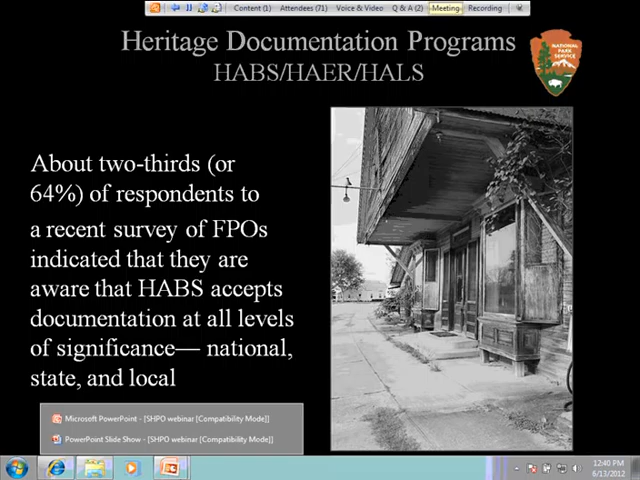 Content (1) Attendees (71) Voice & Video Q & A (2) Meeting Recording
Heritage Documentation Programs
HABS/HAER/HALS
NATIONAL
PARK
SERVICE
About two-thirds (or
64%) of respondents to
a recent survey of FPOs
indicated that they are
aware that HABS accepts
documentation at all levels
of significance— national,
state, and local
Microsoft PowerPoint - [SHPO webinar [Compatibility Mode]]
PowerPoint Slide Show - [SHPO webinar [Compatibility Mode]]
12:40 PM
6/13/2012